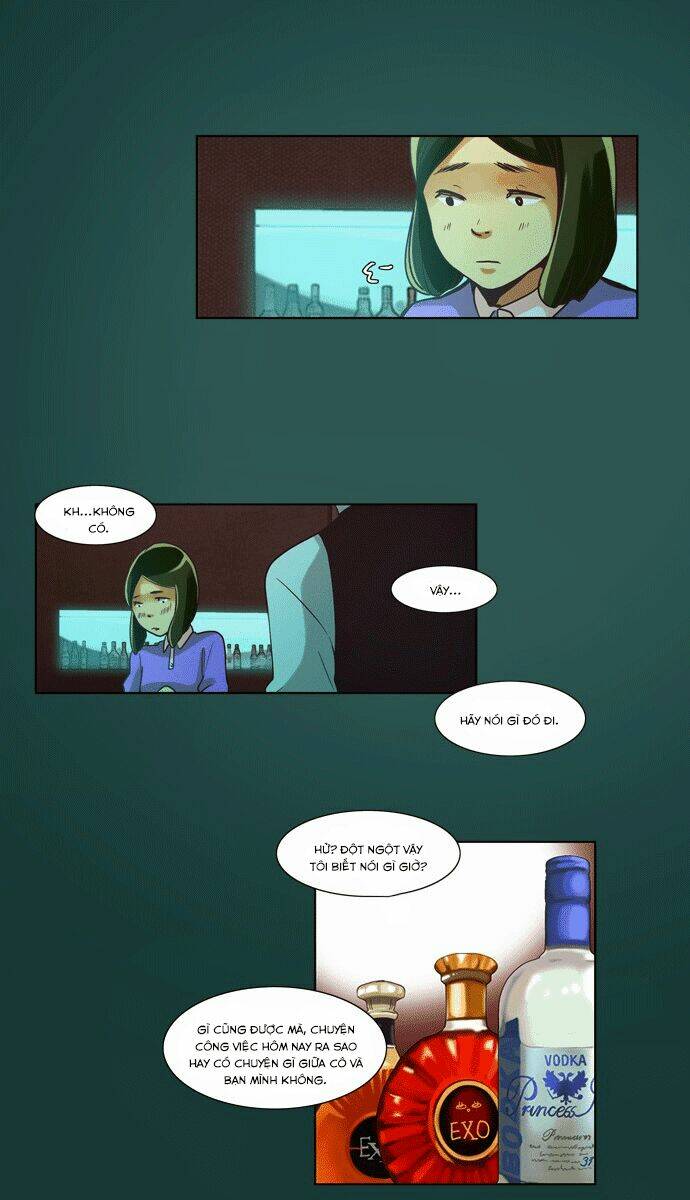 KH...KHÔNG
CÓ.
VẬY...
HÃY NÓI GÌ ĐÓ ĐI.
HỬ? ĐỘT NGỘT VẬY
TÔI BIẾT NÓI GÌ GIỜ?
GÌ CŨNG ĐƯỢC MÀ, CHUYỆN
CÔNG VIỆC HÔM NAY RA SAO
HAY CÓ CHUYỆN GÌ GIỮA CÔ VÀ
BẠN MÌNH KHÔNG.
EX
EXO
VODKA
Princess
31